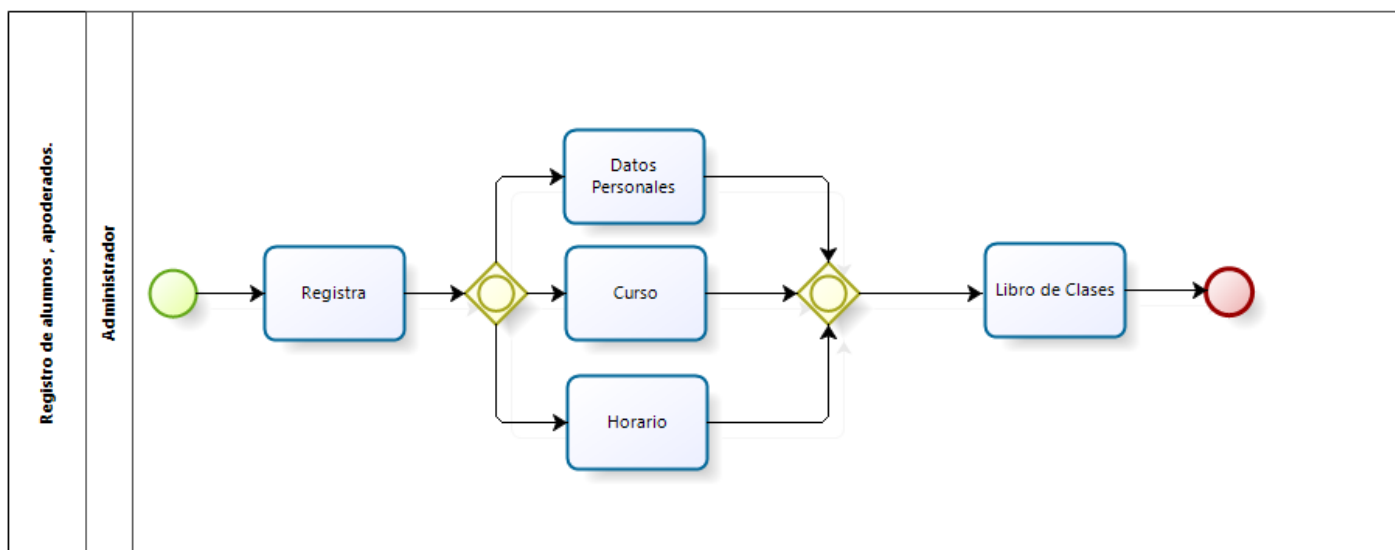 Registro de alumnos , apoderados.
Administrador
Registra
Datos
Personales
Curso
Horario
Libro de Clases